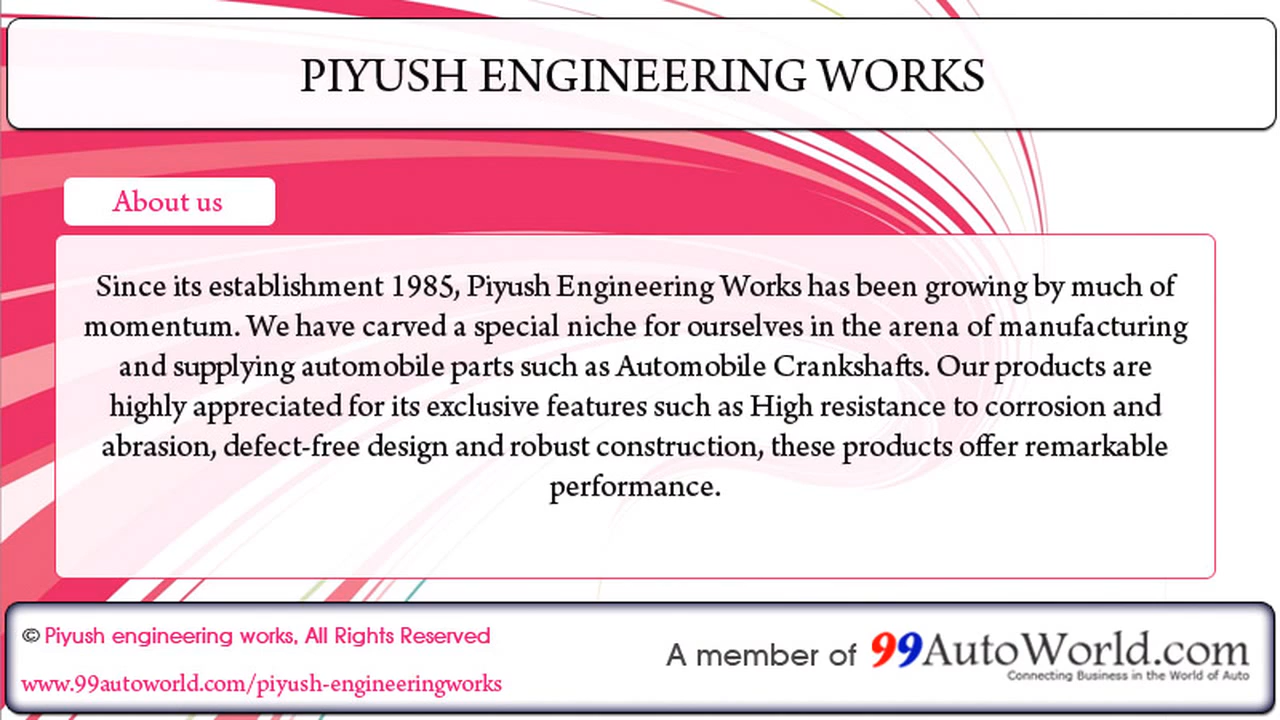 PIYUSH ENGINEERING WORKS
About us
Since its establishment 1985, Piyush Engineering Works has been growing by much of
momentum. We have carved a special niche for ourselves in the arena of manufacturing
and supplying automobile parts such as Automobile Crankshafts. Our products are
highly appreciated for its exclusive features such as High resistance to corrosion and
abrasion, defect-free design and robust construction, these products offer remarkable
performance.
© Piyush engineering works, All Rights Reserved
www.99autoworld.com/piyush-engineeringworks
A member of 99AutoWorld.com
Connecting Business in the World of Auto